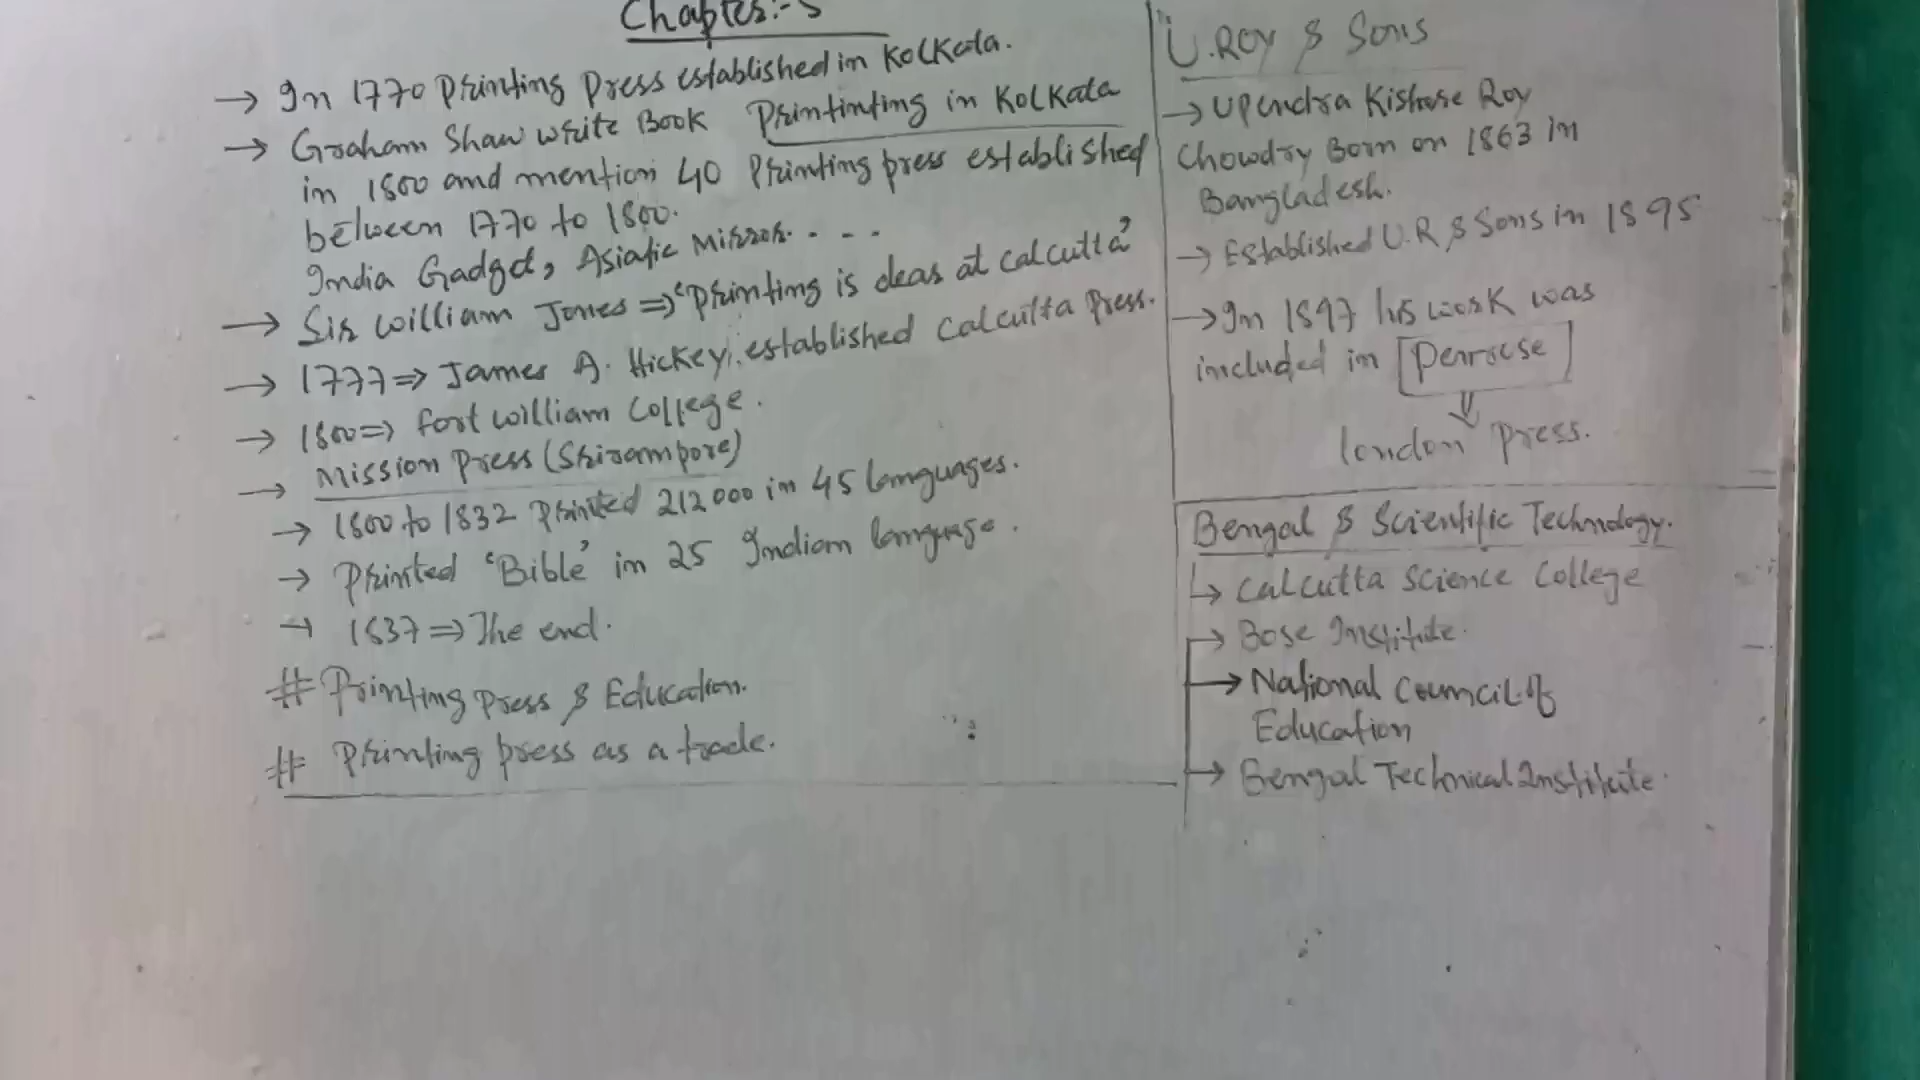 Chapter:- 5
→ In 1770 Printing Press established in Kolkata.
→ Graham Shaw write Book Printinting in Kolkata
in 1800 and mention 40 Printing press established
between 1770 to 1800.
India Gadget, Asiatic Mirror. . . .
→ Sir William Jones ⇒ "Printing is dear at calcutta"
→ 1777 ⇒ James A. Hickey, established Calcutta Press.
→ 1800 ⇒ fort William College.
→ Mission Press (Shirampore)
→ 1800 to 1832 Printed 212000 in 45 languages.
→ Printed 'Bible' in 25 Indian language.
→ 1837 ⇒ The end.
# Printing Press & Education.
# Printing press as a trade.
U. ROY & Sons
→ Upendra Kishore Roy
Chowdry Born on 1863 in
Bangladesh.
→ Established U.R & Sons in 1895
→ In 1897 his work was
included in [Penrose]
⇓
london Press.
Bengal & Scientific Technology.
↳ Calcutta Science College
→ Bose Institute.
→ National Council of
Education
→ Bengal Technical Institute.